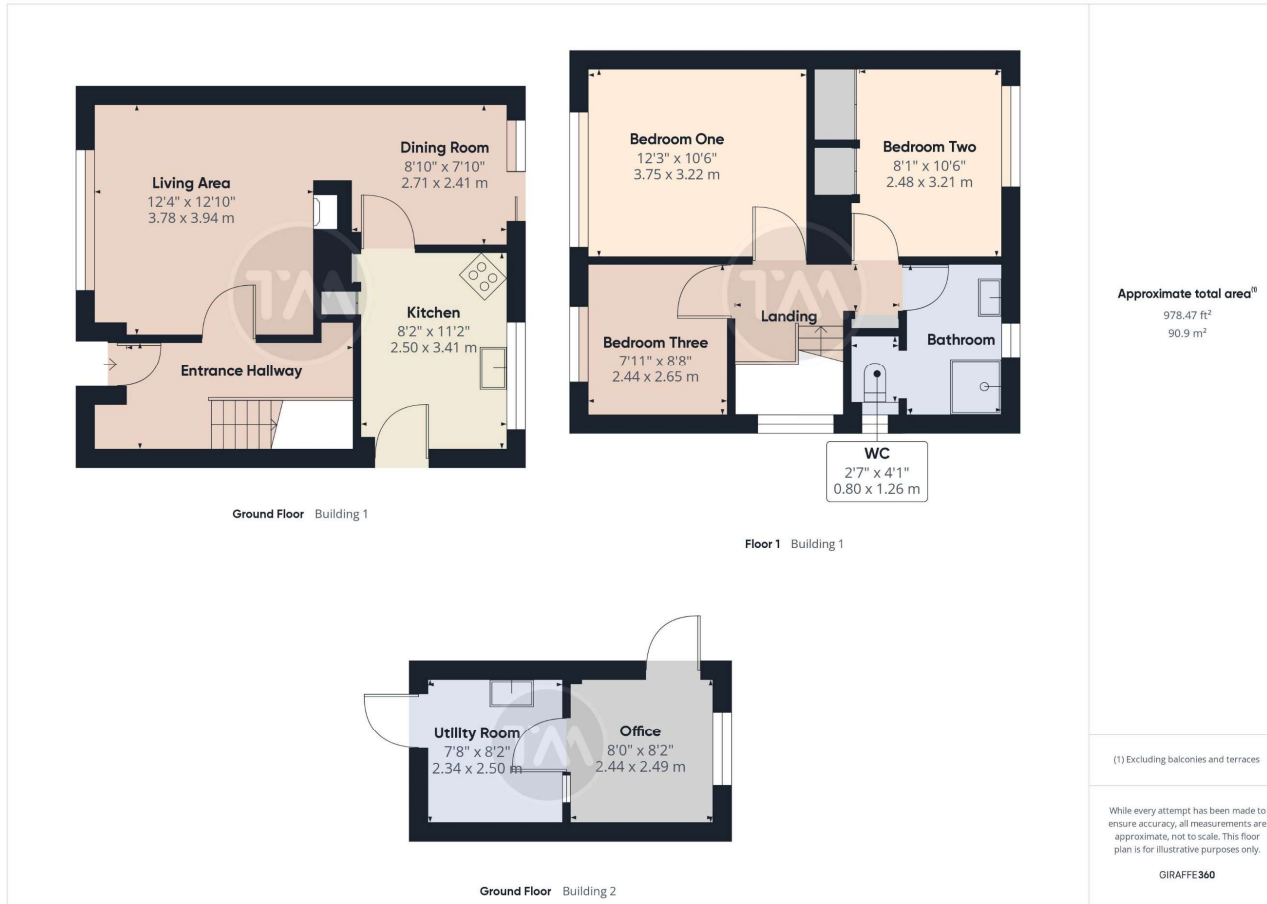 Living Area
12'4" x 12'10"
3.78 x 3.94 m
Dining Room
8'10" x 7'10"
2.71 x 2.41 m
Kitchen
8'2" x 11'2"
2.50 x 3.41 m
Entrance Hallway
Ground Floor Building 1
Bedroom One
12'3" x 10'6"
3.75 x 3.22 m
Bedroom Two
8'1" x 10'6"
2.48 x 3.21 m
Bedroom Three
7'11" x 8'8"
2.44 x 2.65 m
Landing
Bathroom
WC
2'7" x 4'1"
0.80 x 1.26 m
Floor 1 Building 1
Utility Room
7'8" x 8'2"
2.34 x 2.50 m
Office
8'0" x 8'2"
2.44 x 2.49 m
Ground Floor Building 2
Approximate total area(1)
978.47 ft²
90.9 m²
(1) Excluding balconies and terraces
While every attempt has been made to
ensure accuracy, all measurements are
approximate, not to scale. This floor
plan is for illustrative purposes only.
GIRAFFE360